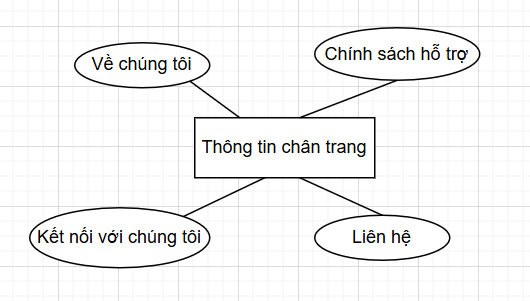 Về chúng tôi
Chính sách hỗ trợ
Thông tin chân trang
Kết nối với chúng tôi
Liên hệ